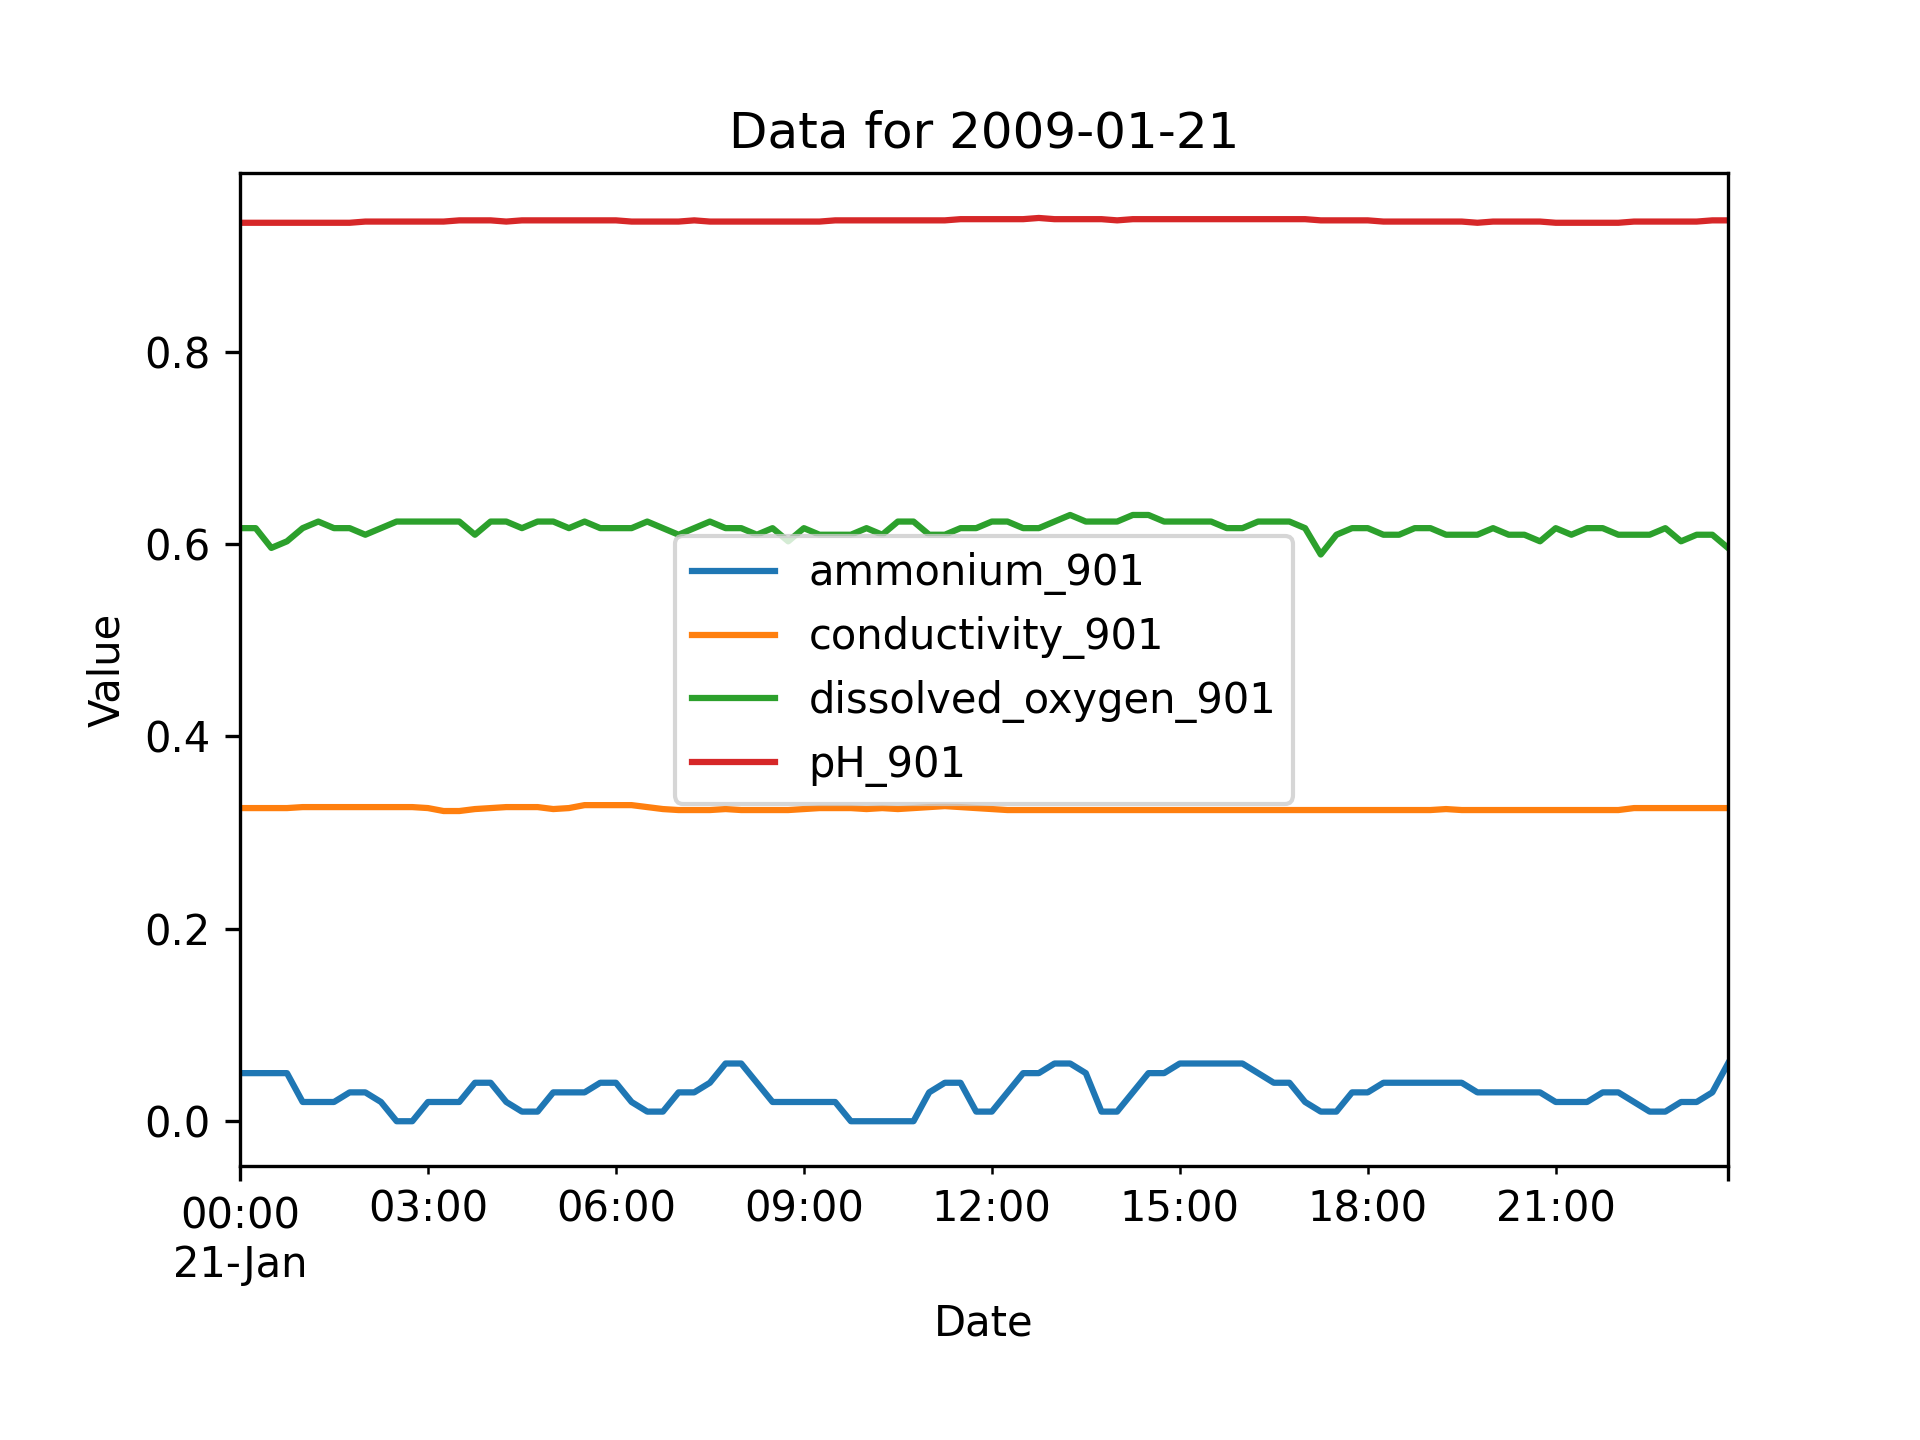 Data for 2009-01-21
Value
0.8
0.6
0.4
0.2
0.0
ammonium_901
conductivity_901
dissolved_oxygen_901
pH_901
00:00 03:00 06:00 09:00 12:00 15:00 18:00 21:00
21-Jan
Date